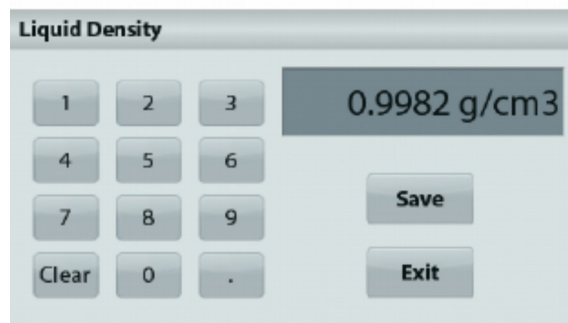 Liquid Density
1 2 3
0.9982 g/cm3
4 5 6
Save
7 8 9
Clear 0 .
Exit